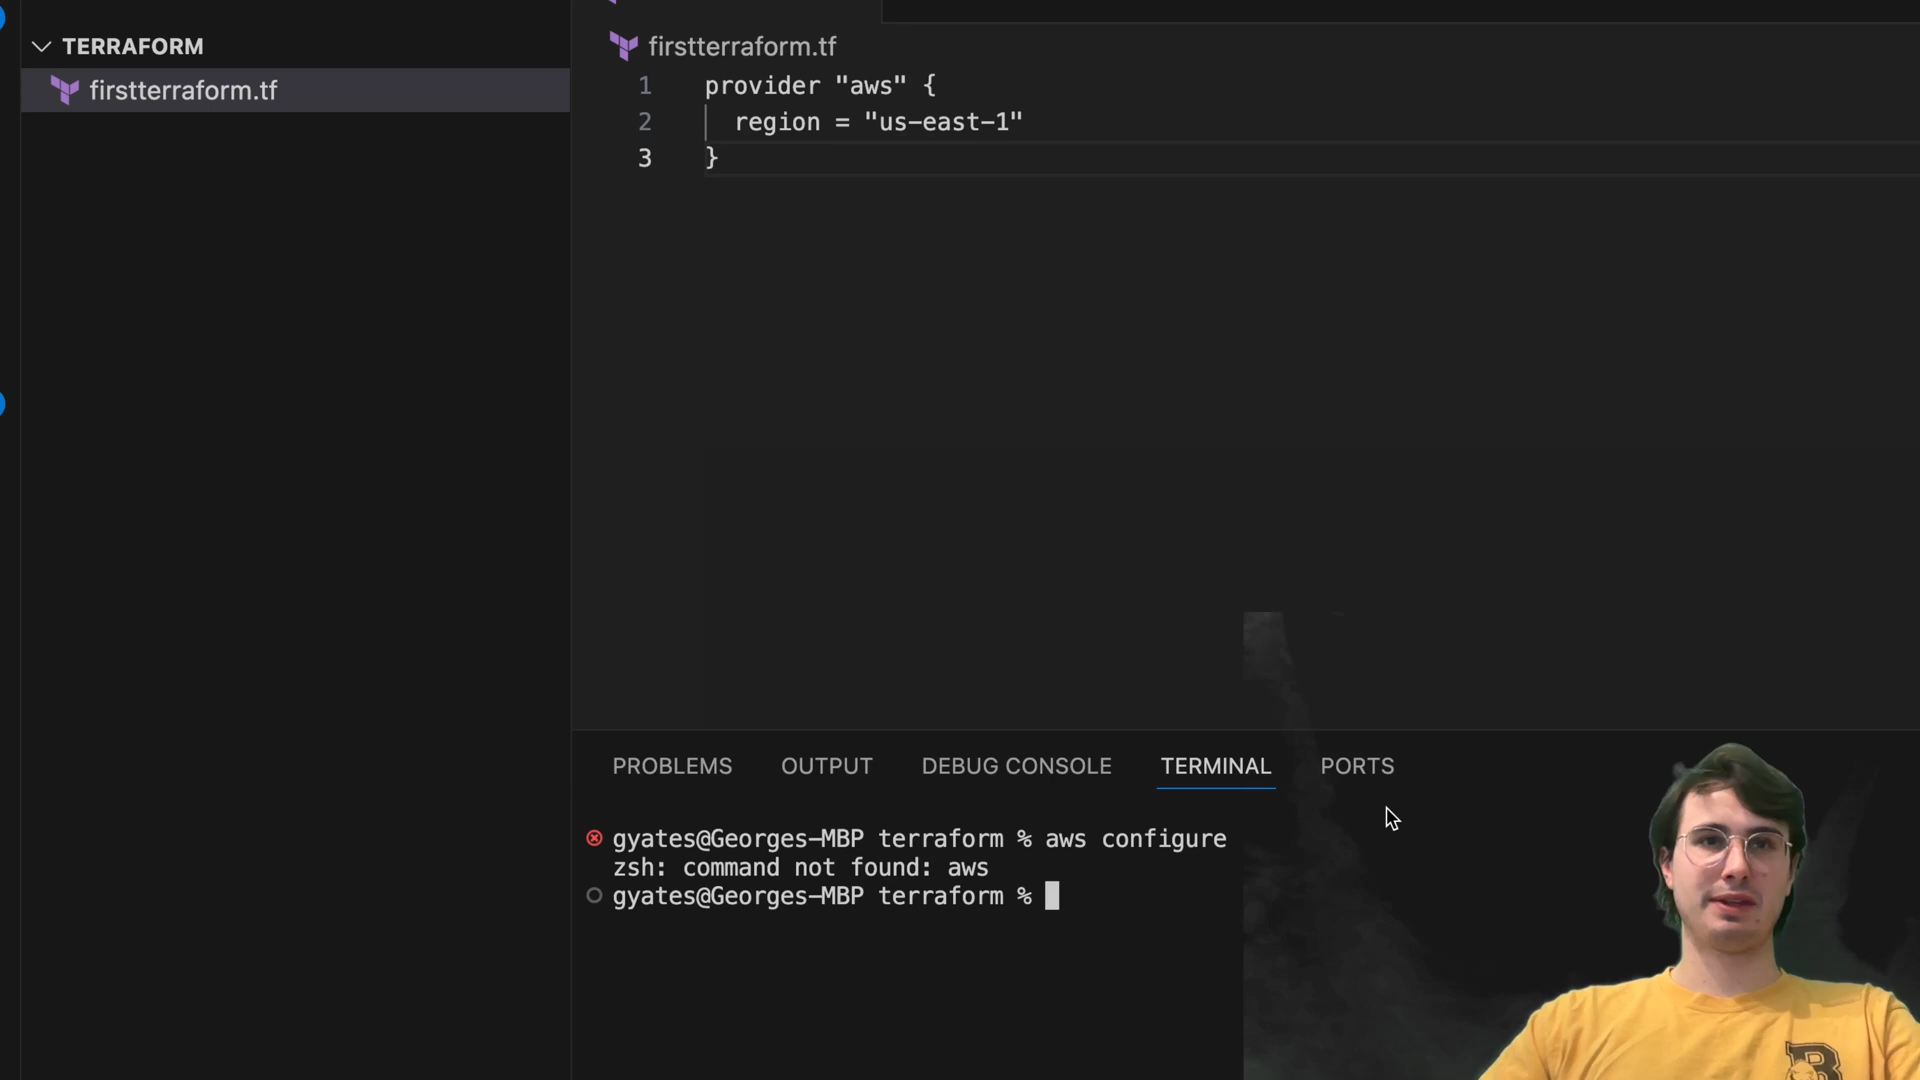 TERRAFORM
firstterraform.tf
firstterraform.tf
1 provider "aws" {
2 region = "us-east-1"
3 }
PROBLEMS OUTPUT DEBUG CONSOLE TERMINAL PORTS
gyates@Georges-MBP terraform % aws configure
zsh: command not found: aws
gyates@Georges-MBP terraform %
B